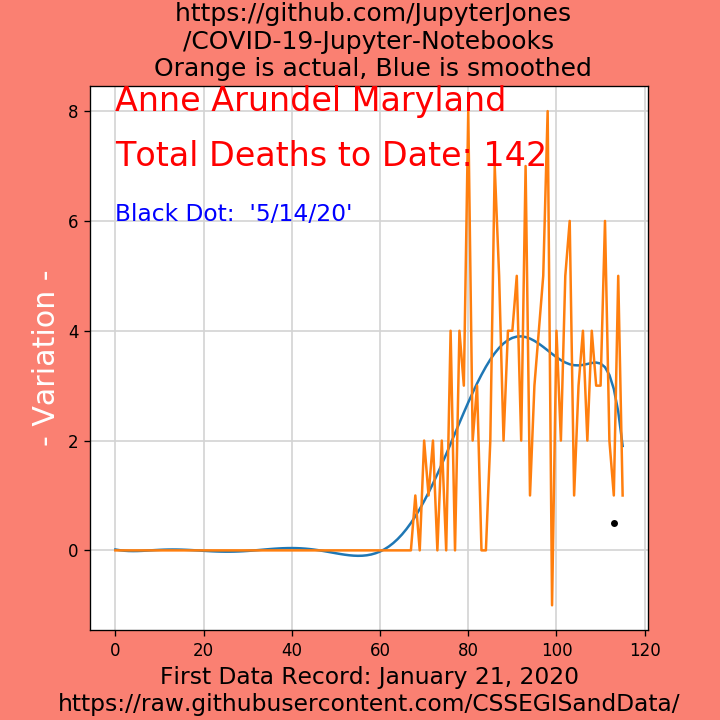 https://github.com/JupyterJones
/COVID-19-Jupyter-Notebooks
Orange is actual, Blue is smoothed
Anne Arundel Maryland
Total Deaths to Date: 142
Black Dot:  '5/14/20'
- Variation -
8
6
4
2
0
0 20 40 60 80 100 120
First Data Record: January 21, 2020
https://raw.githubusercontent.com/CSSEGISandData/